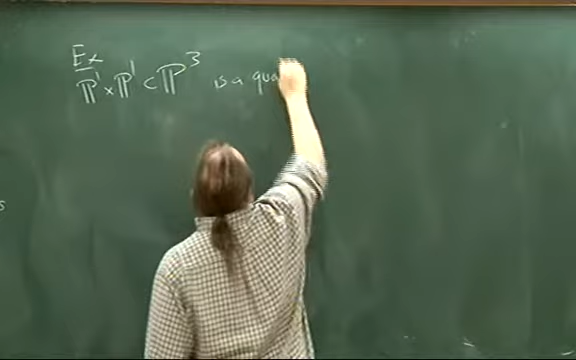 Ex
ℙ¹ × ℙ¹ ⊂ ℙ³ is a qua